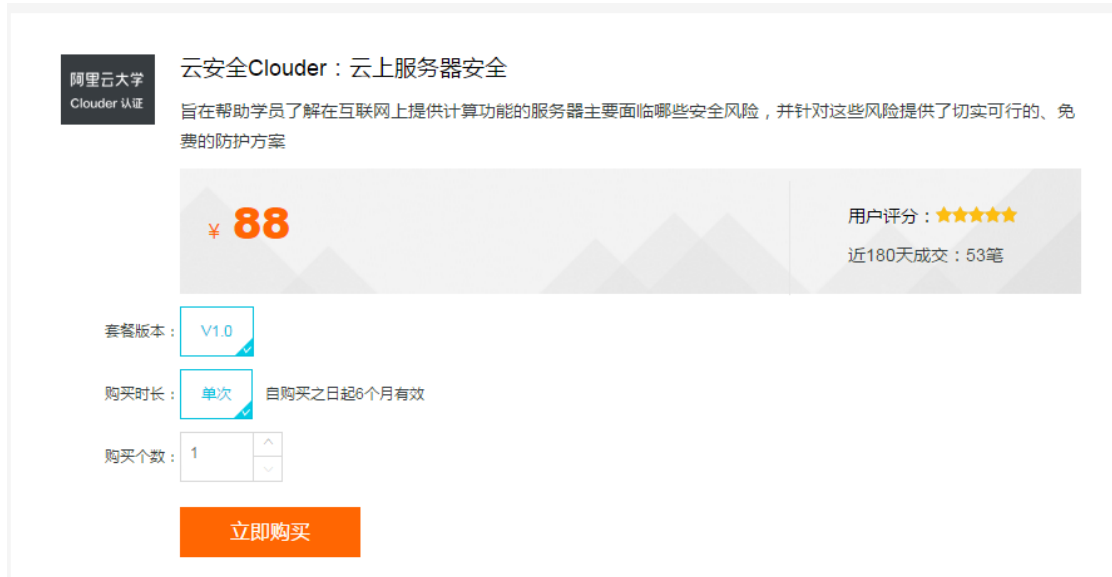 阿里云大学
Clouder 认证
云安全Clouder：云上服务器安全
旨在帮助学员了解在互联网上提供计算功能的服务器主要面临哪些安全风险，并针对这些风险提供了切实可行的、免
费的防护方案
¥ 88
用户评分：
近180天成交：53笔
套餐版本： V1.0
购买时长： 单次 自购买之日起6个月有效
购买个数： 1
立即购买